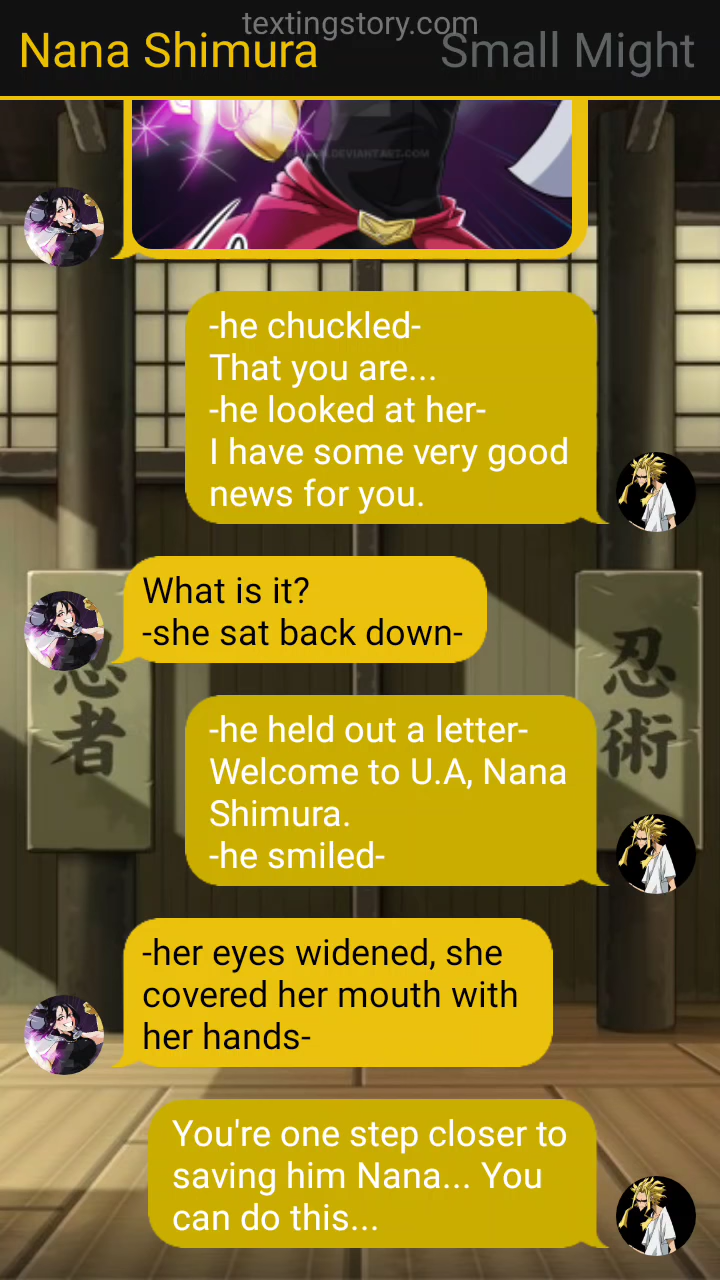 textingstory.com
Nana Shimura
Small Might
-he chuckled-
That you are...
-he looked at her-
I have some very good
news for you.
What is it?
-she sat back down-
忍者
忍術
-he held out a letter-
Welcome to U.A, Nana
Shimura.
-he smiled-
-her eyes widened, she
covered her mouth with
her hands-
You're one step closer to
saving him Nana... You
can do this...